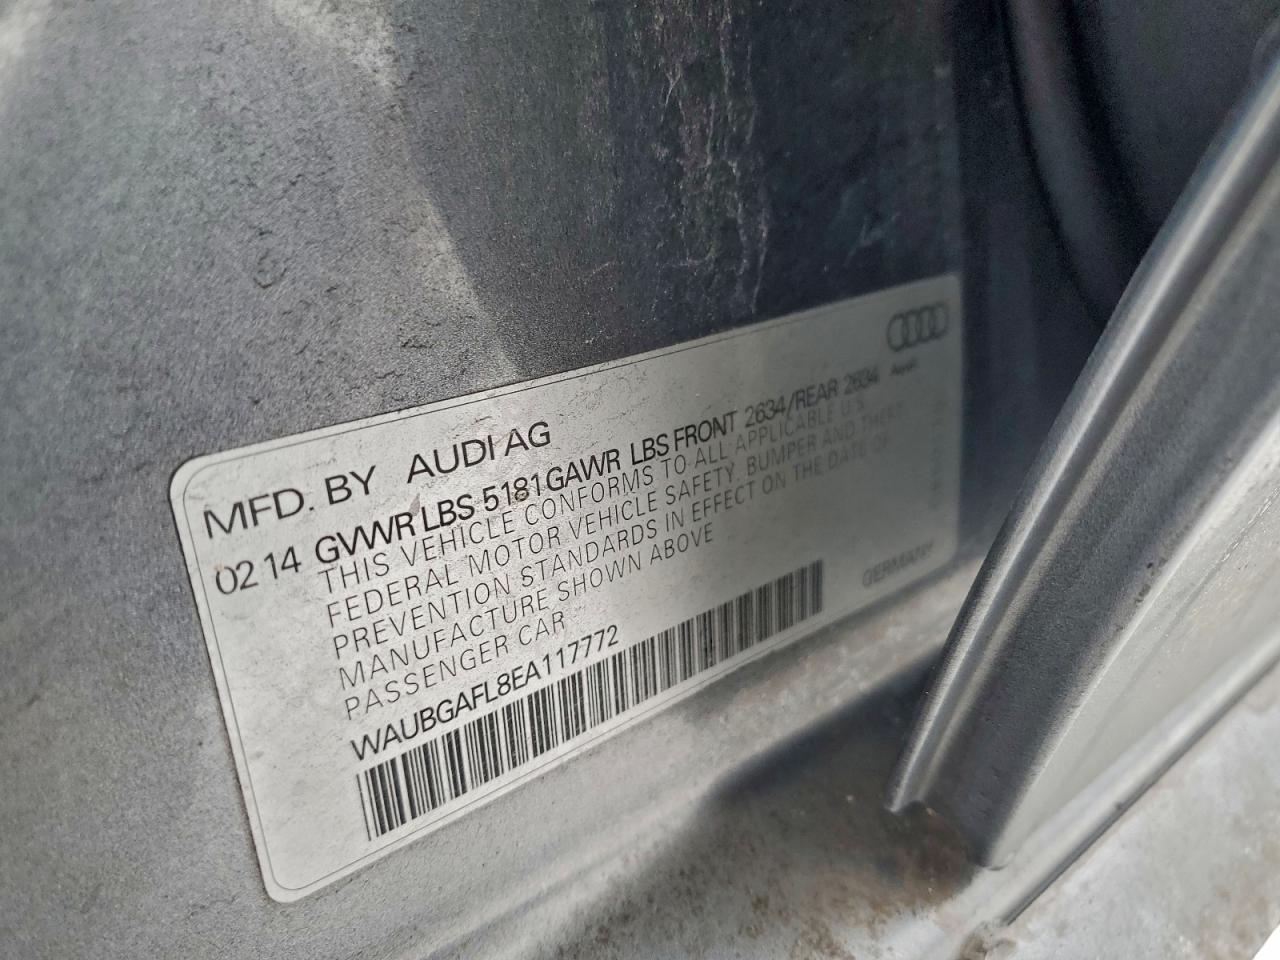 MFD. BY AUDI AG
02 14 GVWR LBS 5181 GAWR LBS FRONT 2634/REAR 2634
THIS VEHICLE CONFORMS TO ALL APPLICABLE U.S.
FEDERAL MOTOR VEHICLE SAFETY, BUMPER AND THEFT
PREVENTION STANDARDS IN EFFECT ON THE DATE OF
MANUFACTURE SHOWN ABOVE
PASSENGER CAR
WAUBGAFL8EA117772
Audi
GERMANY